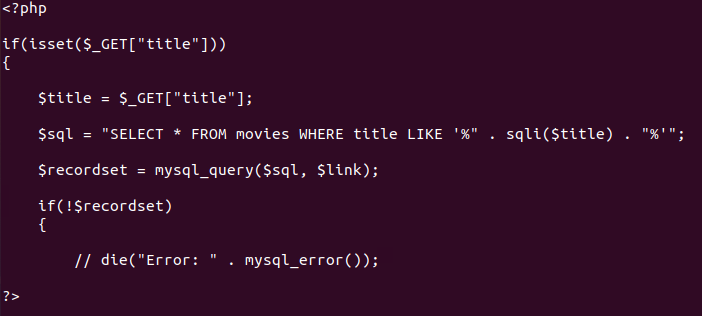 <?php
if(isset($_GET["title"]))
{
$title = $_GET["title"];
$sql = "SELECT * FROM movies WHERE title LIKE '%" . sqli($title) . "%'";
$recordset = mysql_query($sql, $link);
if(!$recordset)
{
// die("Error: " . mysql_error());
?>